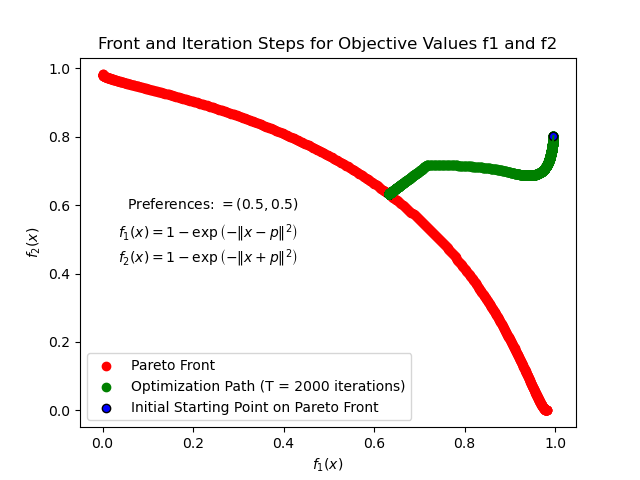 Front and Iteration Steps for Objective Values f1 and f2
1.0
0.8
0.6
0.4
0.2
0.0
f₂(x)
Preferences: = (0.5, 0.5)
f₁(x) = 1 − exp (−‖x − p‖²)
f₂(x) = 1 − exp (−‖x + p‖²)
Pareto Front
Optimization Path (T = 2000 iterations)
Initial Starting Point on Pareto Front
0.0 0.2 0.4 0.6 0.8 1.0
f₁(x)